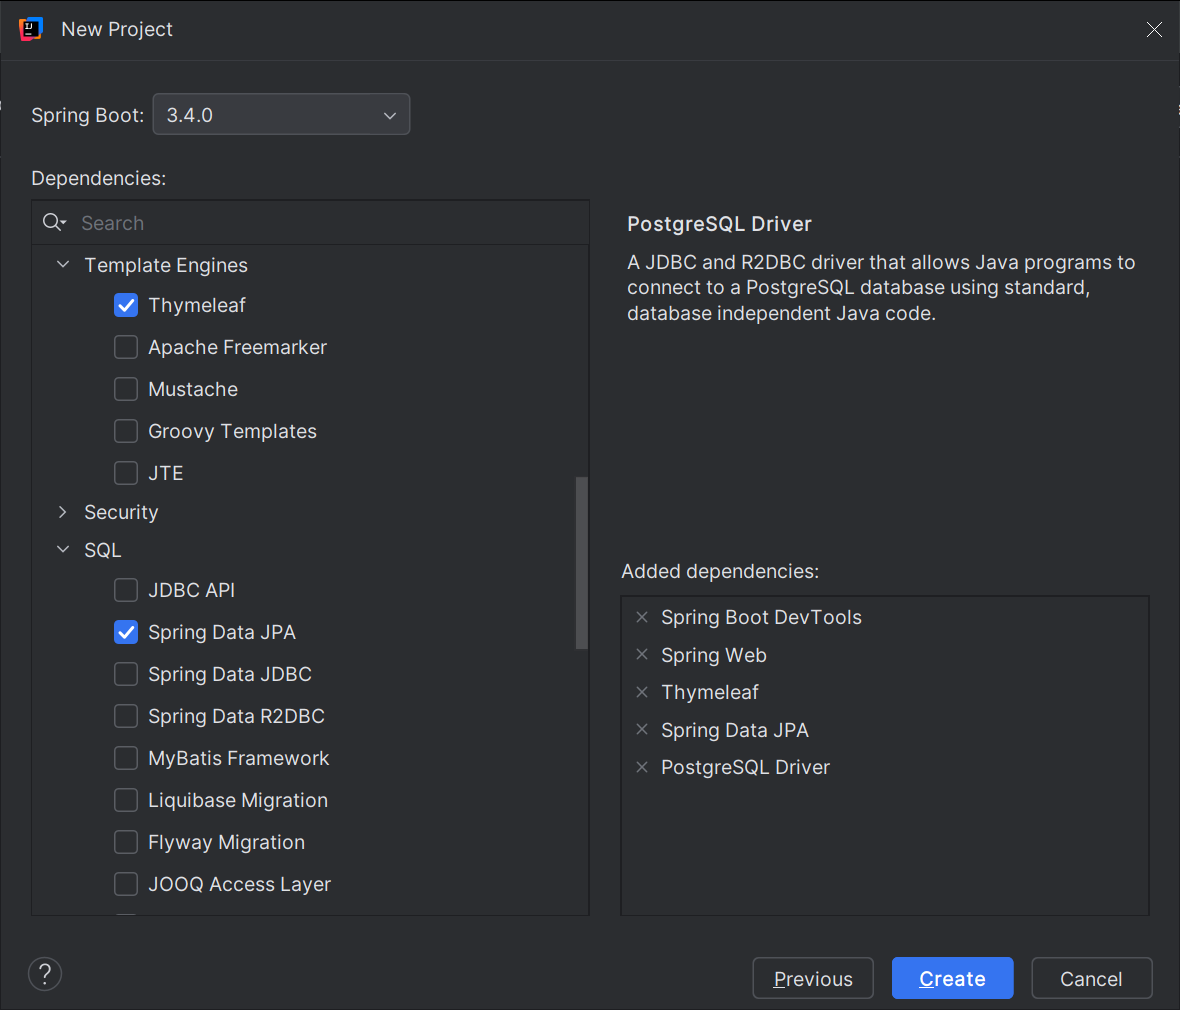 New Project
Spring Boot: 3.4.0
Dependencies:
Search
Template Engines
Thymeleaf
Apache Freemarker
Mustache
Groovy Templates
JTE
Security
SQL
JDBC API
Spring Data JPA
Spring Data JDBC
Spring Data R2DBC
MyBatis Framework
Liquibase Migration
Flyway Migration
JOOQ Access Layer
PostgreSQL Driver
A JDBC and R2DBC driver that allows Java programs to
connect to a PostgreSQL database using standard,
database independent Java code.
Added dependencies:
Spring Boot DevTools
Spring Web
Thymeleaf
Spring Data JPA
PostgreSQL Driver
?
Previous
Create
Cancel